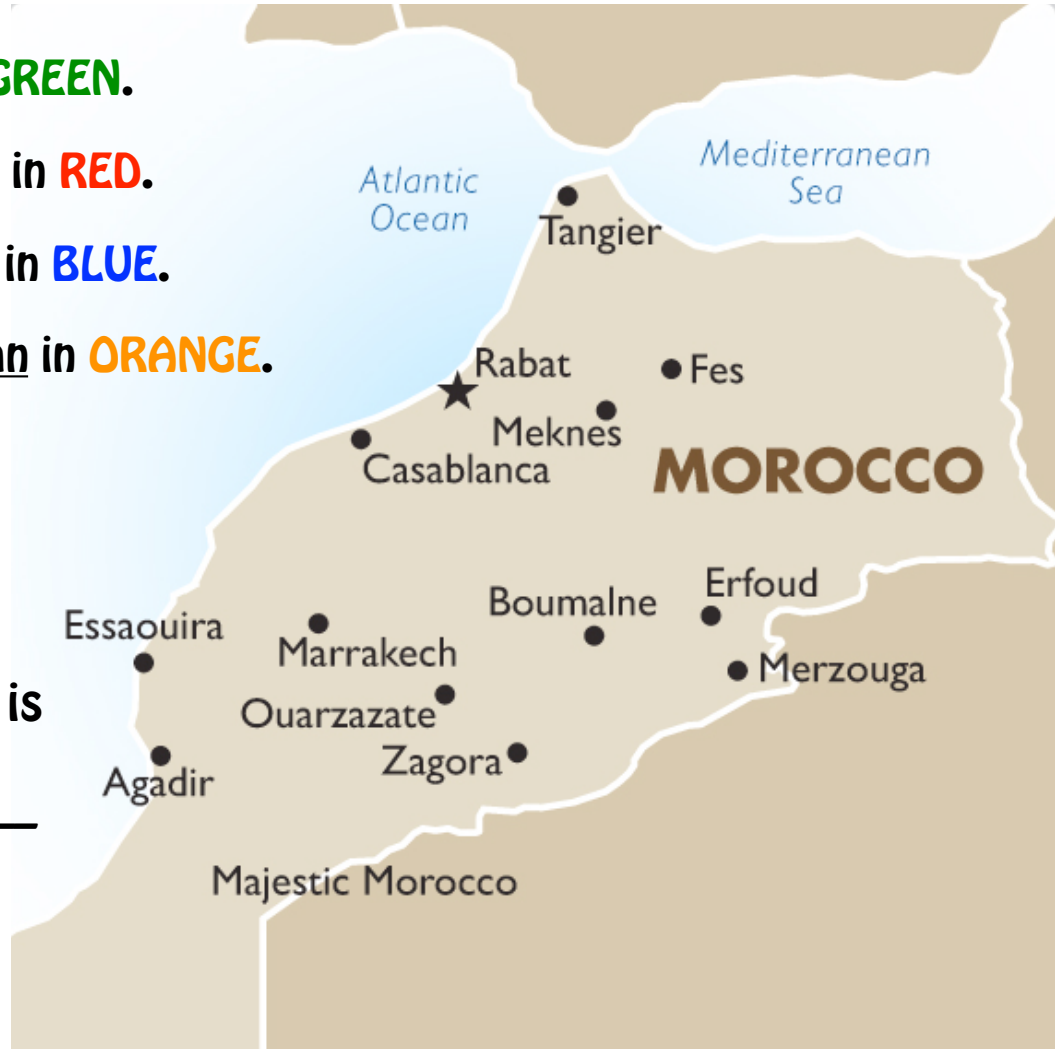 GREEN.
in RED.
in BLUE.
an in ORANGE.
is
Atlantic
Ocean
Mediterranean
Sea
Tangier
Rabat
Fes
Meknes
Casablanca
MOROCCO
Erfoud
Boumalne
Essaouira
Marrakech
Merzouga
Ouarzazate
Zagora
Agadir
Majestic Morocco